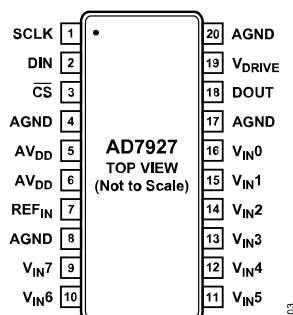 SCLK 1
DIN 2
CS 3
AGND 4
AVDD 5
AVDD 6
REFIN 7
AGND 8
VIN7 9
VIN6 10
AD7927
TOP VIEW
(Not to Scale)
20 AGND
19 VDRIVE
18 DOUT
17 AGND
16 VIN0
15 VIN1
14 VIN2
13 VIN3
12 VIN4
11 VIN5
03